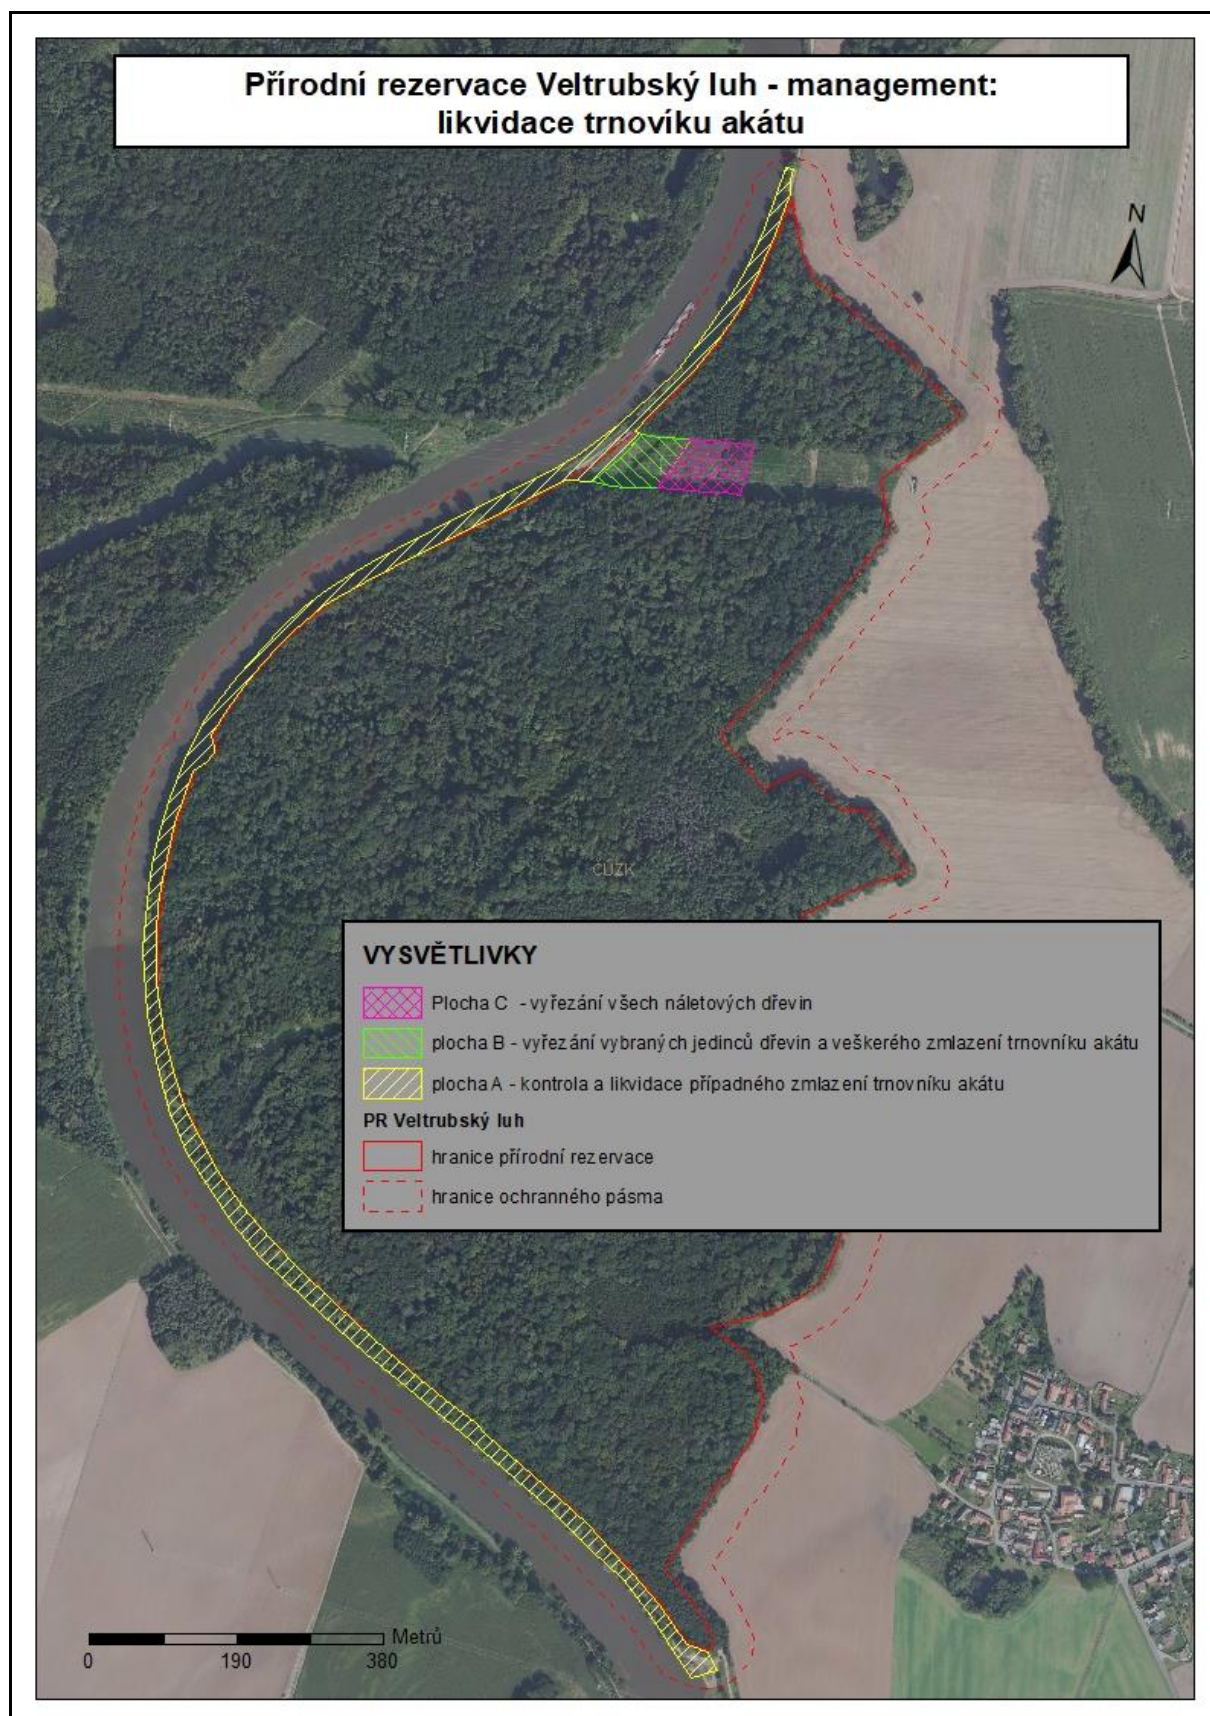 Přírodní rezervace Veltrubský luh - management:
likvidace trnovíku akátu
N
ČÚZK
VYSVĚTLIVKY
Plocha C - vyřezání všech náletových dřevin
plocha B - vyřezání vybraných jedinců dřevin a veškerého zmlazení trnovníku akátu
plocha A - kontrola a likvidace případného zmlazení trnovníku akátu
PR Veltrubský luh
hranice přírodní rezervace
hranice ochranného pásma
Metrů
0 190 380